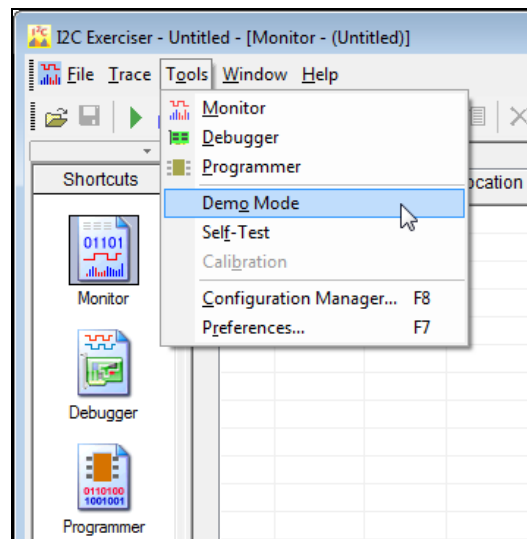 I2C Exerciser - Untitled - [Monitor - (Untitled)]
File Trace Tools Window Help
Monitor
Debugger
Programmer
Demo Mode
Self-Test
Calibration
Configuration Manager... F8
Preferences... F7
Shortcuts
ocation
01101
Monitor
Debugger
0110100
1001001
Programmer